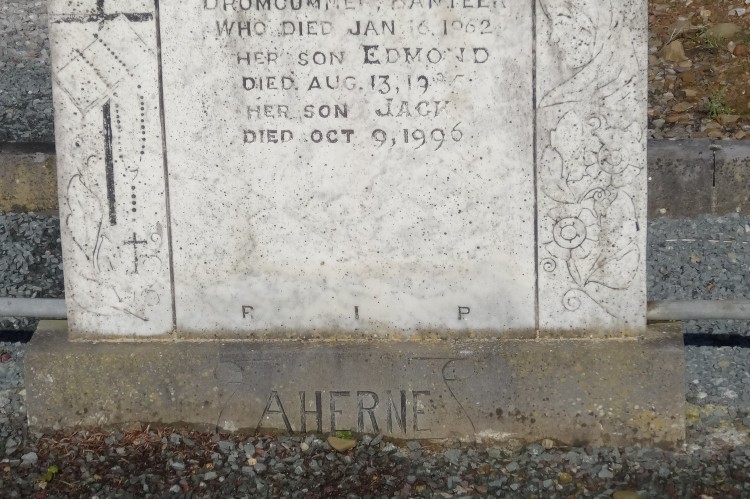 DROMCUMMER, BANTEER
WHO DIED JAN 16, 1962
HER SON EDMOND
DIED AUG. 13,
HER SON JACK
DIED OCT 9, 1996
R I P
AHERNE